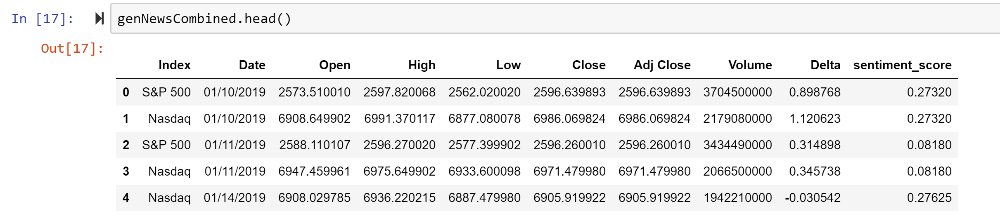 In [17]: genNewsCombined.head()
Out[17]:
Index Date Open High Low Close Adj Close Volume Delta sentiment_score
0 S&P 500 01/10/2019 2573.510010 2597.820068 2562.020020 2596.639893 2596.639893 3704500000 0.898768 0.27320
1 Nasdaq 01/10/2019 6908.649902 6991.370117 6877.080078 6986.069824 6986.069824 2179080000 1.120623 0.27320
2 S&P 500 01/11/2019 2588.110107 2596.270020 2577.399902 2596.260010 2596.260010 3434490000 0.314898 0.08180
3 Nasdaq 01/11/2019 6947.459961 6975.649902 6933.600098 6971.479980 6971.479980 2066500000 0.345738 0.08180
4 Nasdaq 01/14/2019 6908.029785 6936.220215 6887.479980 6905.919922 6905.919922 1942210000 -0.030542 0.27625